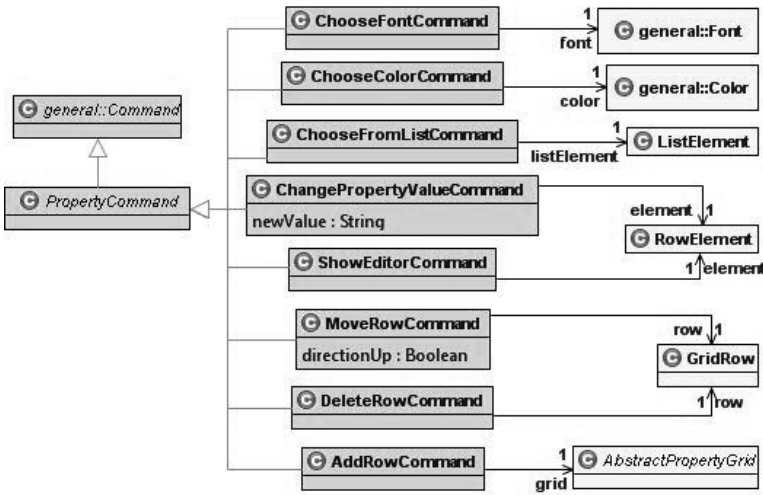 ChooseFontCommand
1
font
general::Font
ChooseColorCommand
1
color
general::Color
general::Command
ChooseFromListCommand
1
listElement
ListElement
PropertyCommand
ChangePropertyValueCommand
newValue : String
element 1
RowElement
ShowEditorCommand
1 element
MoveRowCommand
directionUp : Boolean
row 1
GridRow
DeleteRowCommand
1 row
AddRowCommand
1
grid
AbstractPropertyGrid